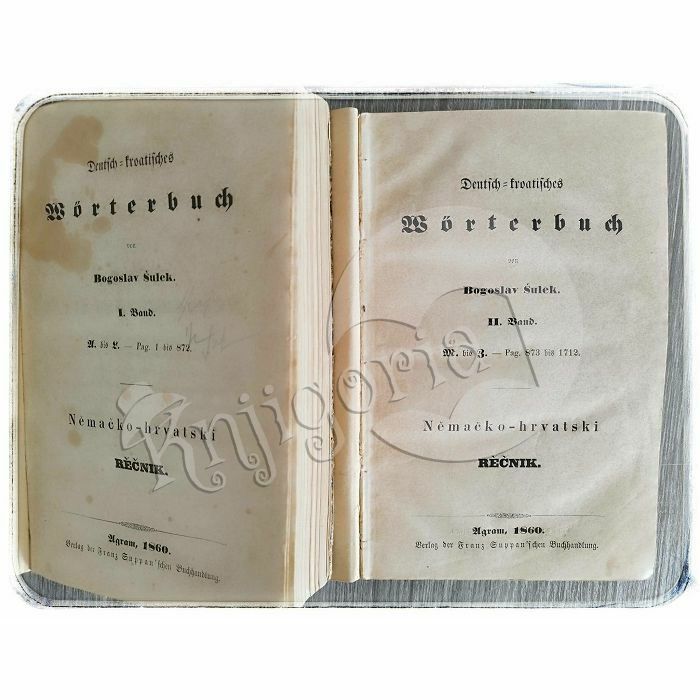 Deutsch-kroatisches
Wörterbuch
von
Bogoslav Šulek.
I. Band.
A. bis L. — Pag. 1 bis 872.
Němačko-hrvatski
RĚČNIK.
Agram, 1860.
Verlag der Franz Suppan'schen Buchhandlung.
Deutsch-kroatisches
Wörterbuch
von
Bogoslav Šulek.
II. Band.
M. bis Z. — Pag. 873 bis 1712.
Němačko-hrvatski
RĚČNIK.
Agram, 1860.
Verlag der Franz Suppan'schen Buchhandlung.
Knjigoria